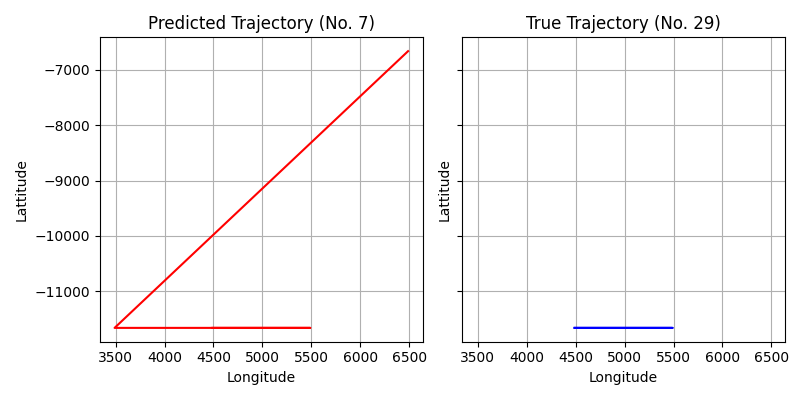 Predicted Trajectory (No. 7)
True Trajectory (No. 29)
Lattitude
−7000
−8000
−9000
−10000
−11000
3500 4000 4500 5000 5500 6000 6500
Longitude
Lattitude
3500 4000 4500 5000 5500 6000 6500
Longitude